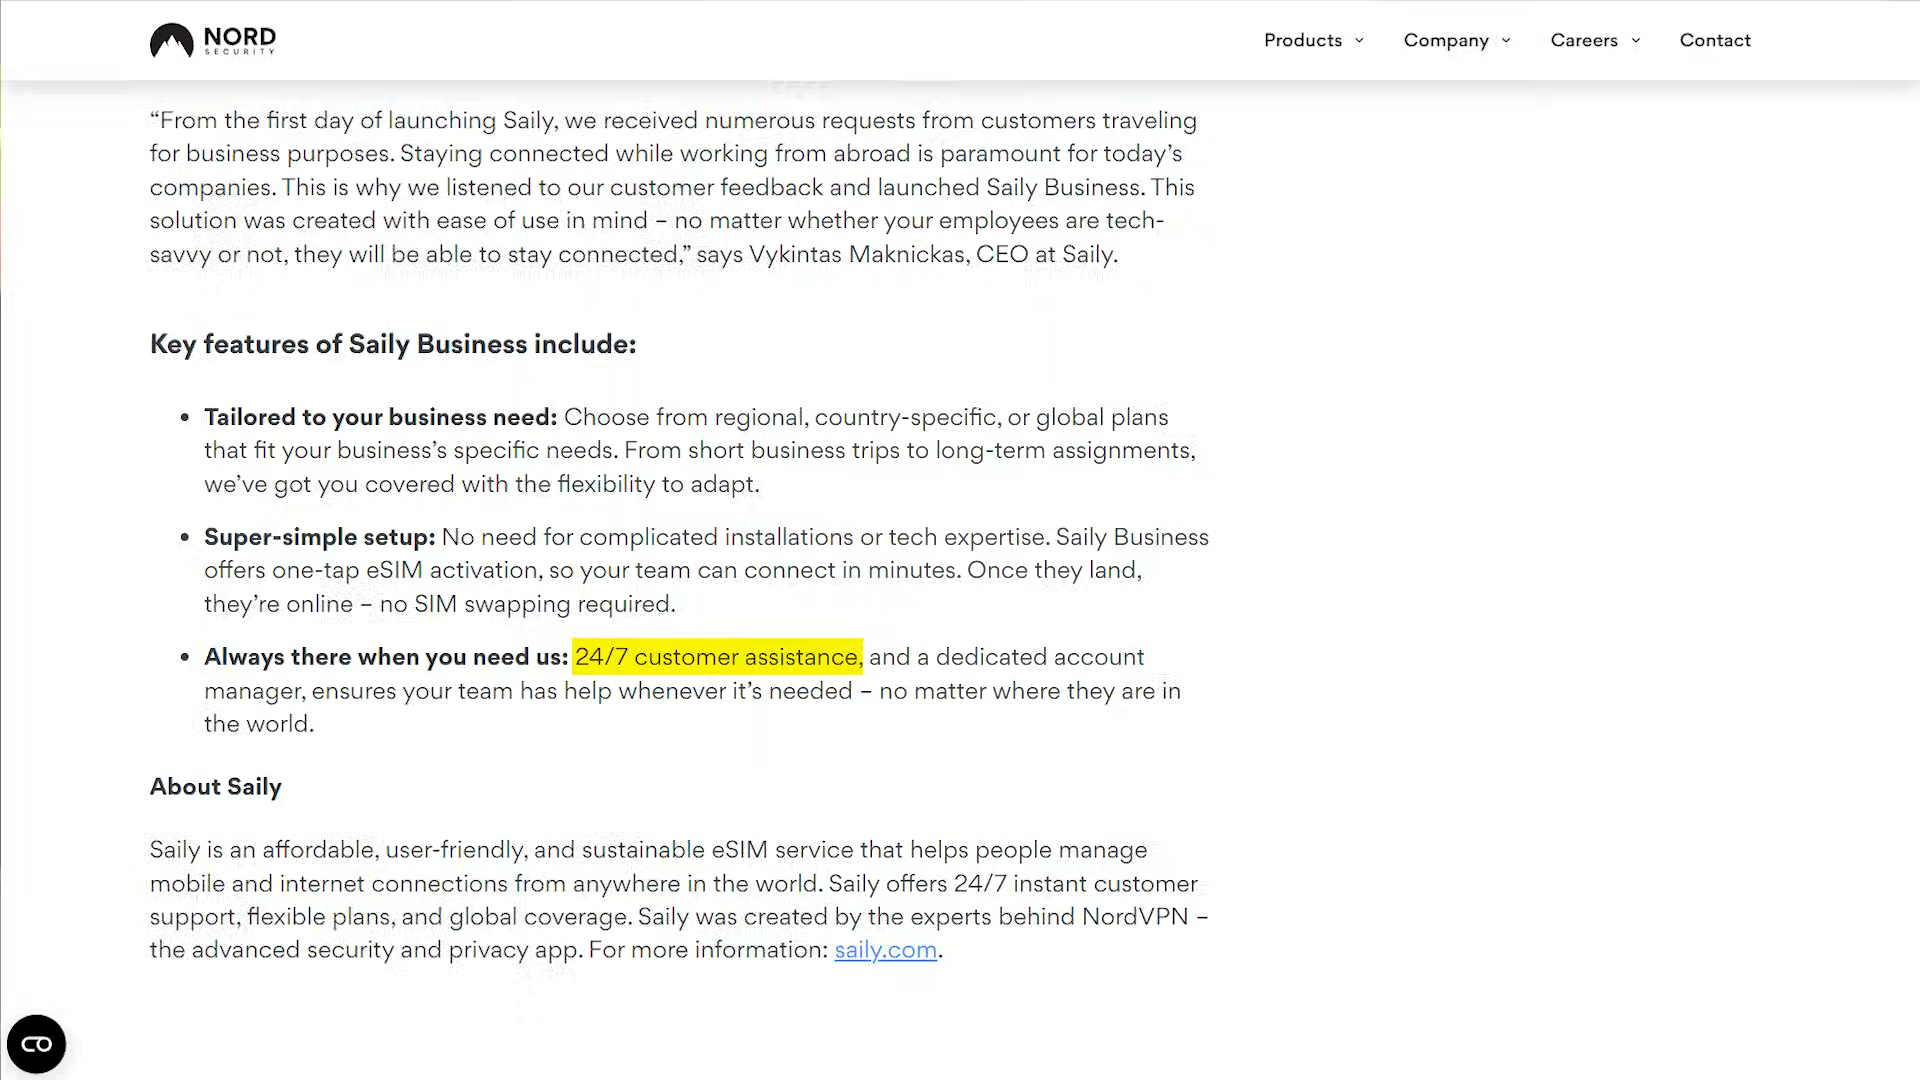 NORD
SECURITY
Products
Company
Careers
Contact
“From the first day of launching Saily, we received numerous requests from customers traveling
for business purposes. Staying connected while working from abroad is paramount for today’s
companies. This is why we listened to our customer feedback and launched Saily Business. This
solution was created with ease of use in mind – no matter whether your employees are tech-
savvy or not, they will be able to stay connected,” says Vykintas Maknickas, CEO at Saily.
Key features of Saily Business include:
• Tailored to your business need: Choose from regional, country-specific, or global plans
that fit your business’s specific needs. From short business trips to long-term assignments,
we’ve got you covered with the flexibility to adapt.
• Super-simple setup: No need for complicated installations or tech expertise. Saily Business
offers one-tap eSIM activation, so your team can connect in minutes. Once they land,
they’re online – no SIM swapping required.
• Always there when you need us: 24/7 customer assistance, and a dedicated account
manager, ensures your team has help whenever it’s needed – no matter where they are in
the world.
About Saily
Saily is an affordable, user-friendly, and sustainable eSIM service that helps people manage
mobile and internet connections from anywhere in the world. Saily offers 24/7 instant customer
support, flexible plans, and global coverage. Saily was created by the experts behind NordVPN –
the advanced security and privacy app. For more information: saily.com.